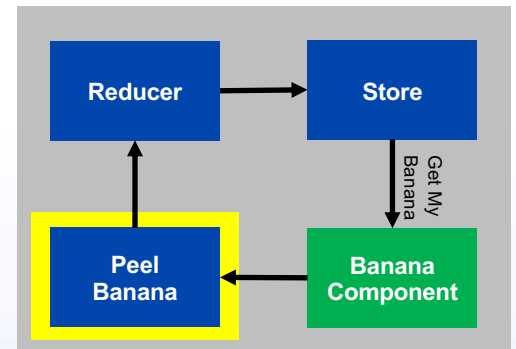 Reducer
Store
Get My
Banana
Peel
Banana
Banana
Component